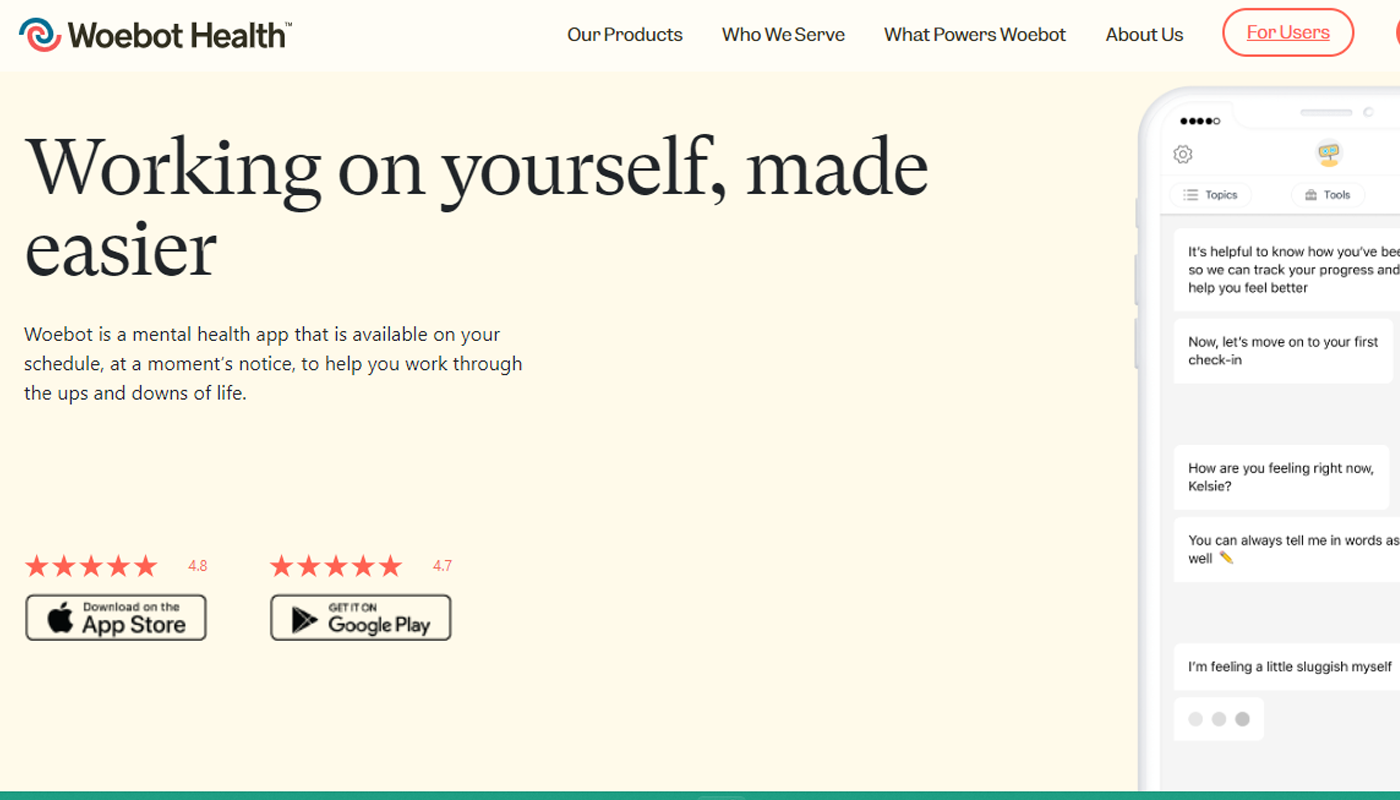 Woebot Health™
Our Products
Who We Serve
What Powers Woebot
About Us
For Users
Working on yourself, made
easier
Woebot is a mental health app that is available on your
schedule, at a moment's notice, to help you work through
the ups and downs of life.
4.8
4.7
Download on the
App Store
GET IT ON
Google Play
Topics
Tools
It's helpful to know how you've
so we can track your progress and
help you feel better
Now, let's move on to your first
check-in
How are you feeling right now,
Kelsie?
You can always tell me in words as
well
I'm feeling a little sluggish myself